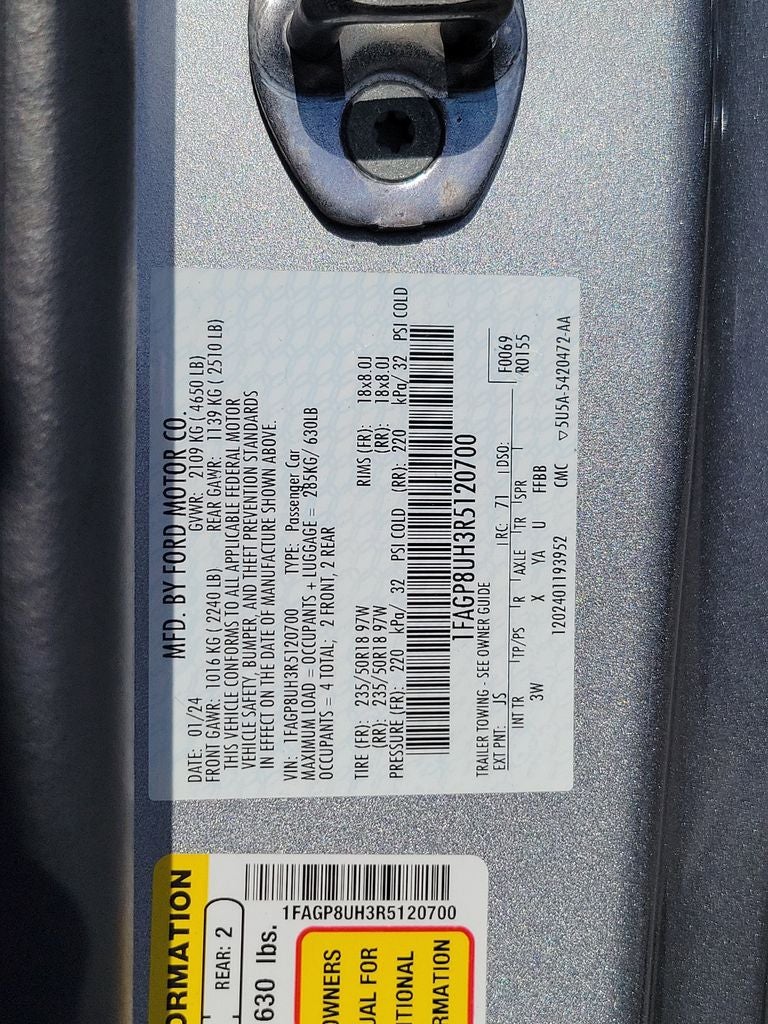 MFD. BY FORD MOTOR CO.
DATE: 01/24 GVWR: 2109 KG ( 4650 LB)
FRONT GAWR: 1016 KG ( 2240 LB) REAR GAWR: 1139 KG ( 2510 LB)
THIS VEHICLE CONFORMS TO ALL APPLICABLE FEDERAL MOTOR
VEHICLE SAFETY, BUMPER, AND THEFT PREVENTION STANDARDS
IN EFFECT ON THE DATE OF MANUFACTURE SHOWN ABOVE.
VIN: 1FAGP8UH3R5120700 TYPE: Passenger Car
MAXIMUM LOAD = OCCUPANTS + LUGGAGE = 285KG/ 630LB
OCCUPANTS = 4 TOTAL; 2 FRONT, 2 REAR
TIRE (FR): 235/50R18 97W RIMS (FR): 18x8.0J
(RR): 235/50R18 97W (RR): 18x8.0J
PRESSURE (FR): 220 kPa/ 32 PSI COLD (RR): 220 kPa/ 32 PSI COLD
1FAGP8UH3R5120700
TRAILER TOWING - SEE OWNER GUIDE
EXT PNT: JS RC: 71 DSO: F0069
R0155
INT TR TP/PS R AXLE TR SPR
3W X YA U FFBB
1202401193952 CMC ▽5U5A-5420472-AA
ORMATION
REAR: 2
630 lbs.
1FAGP8UH3R5120700
OWNERS
UAL FOR
ITIONAL
RMATION